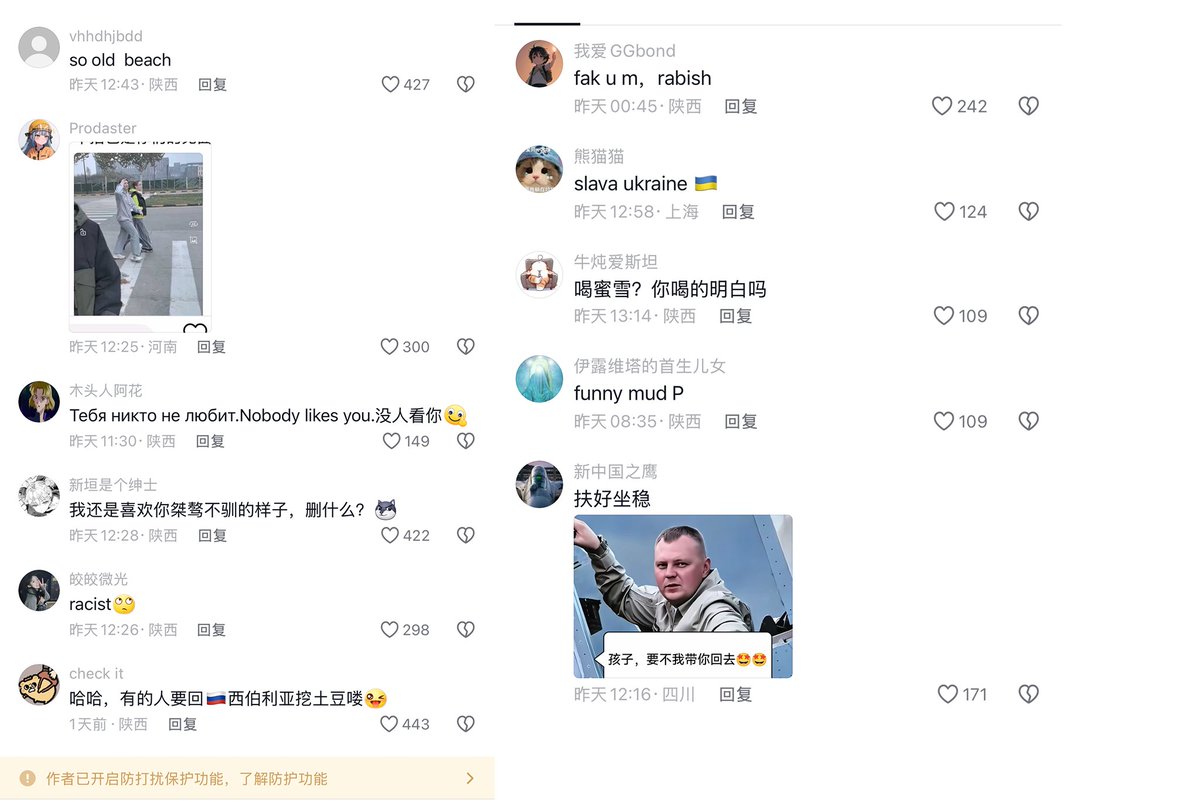 vhhdhjbdd
so old beach
昨天 12:43 · 陕西 回复 427
Prodaster
昨天 12:25 · 河南 回复 300
木头人阿花
Тебя никто не любит.Nobody likes you.没人看你
昨天 11:30 · 陕西 回复 149
新垣是个绅士
我还是喜欢你桀骜不驯的样子，删什么？
昨天 12:28 · 陕西 回复 422
皎皎微光
racist
昨天 12:26 · 陕西 回复 298
check it
哈哈，有的人要回🇷🇺西伯利亚挖土豆喽
1天前 · 陕西 回复 443
作者已开启防打扰保护功能，了解防护功能
我爱GGbond
fak u m，rabish
昨天 00:45 · 陕西 回复 242
熊猫猫
slava ukraine 🇺🇦
昨天 12:58 · 上海 回复 124
牛炖爱斯坦
喝蜜雪？你喝的明白吗
昨天 13:14 · 陕西 回复 109
伊露维塔的首生儿女
funny mud P
昨天 08:35 · 陕西 回复 109
新中国之鹰
扶好坐稳
孩子，要不我带你回去🤩🤩
昨天 12:16 · 四川 回复 171